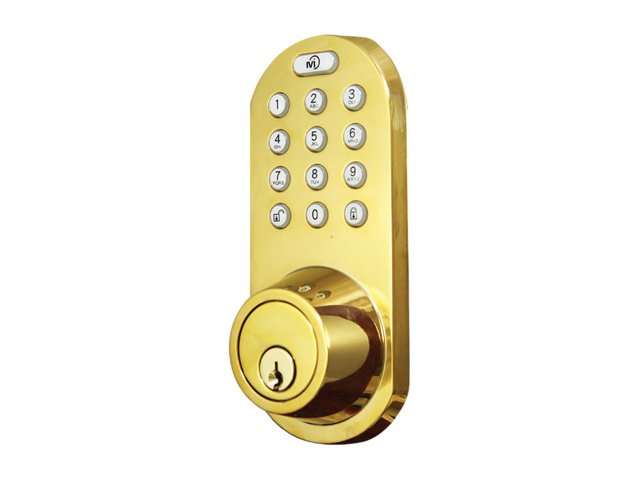 M
1 2 3
ABC DEF
4 5 6
GHI JKL MNO
7 8 9
PQRS TUV WXYZ
0